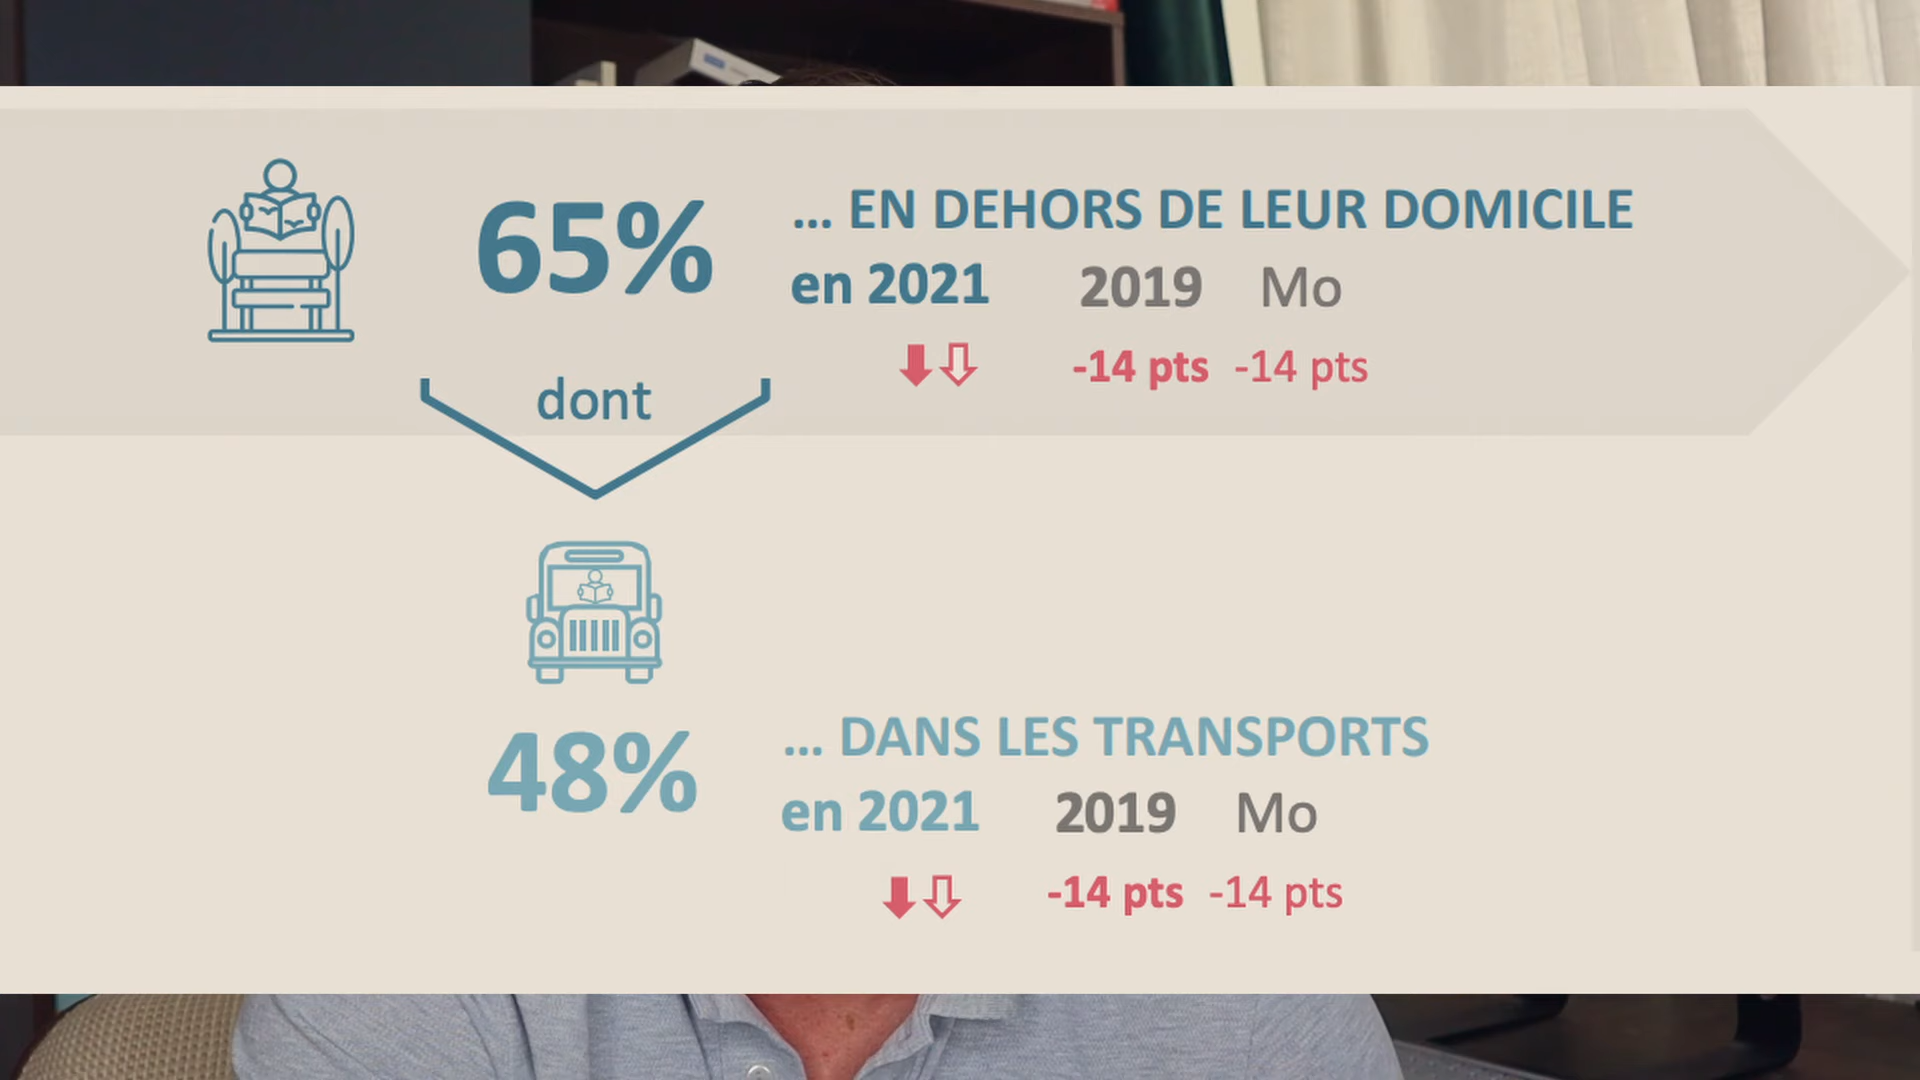 65%
... EN DEHORS DE LEUR DOMICILE
en 2021 2019 Mo
-14 pts -14 pts
dont
48%
... DANS LES TRANSPORTS
en 2021 2019 Mo
-14 pts -14 pts